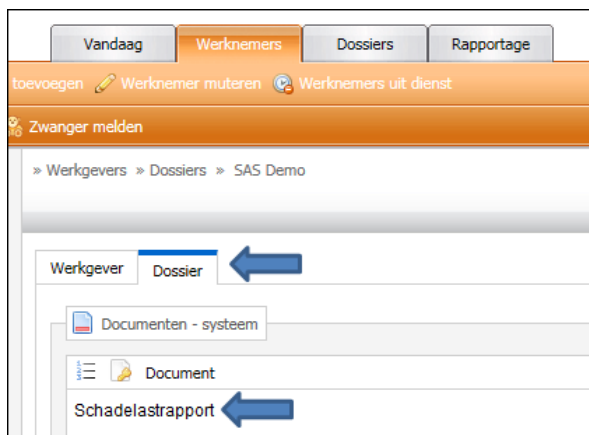 Vandaag Werknemers Dossiers Rapportage
toevoegen Werknemer muteren Werknemers uit dienst
Zwanger melden
» Werkgevers » Dossiers » SAS Demo
Werkgever Dossier
Documenten - systeem
Document
Schadelastrapport